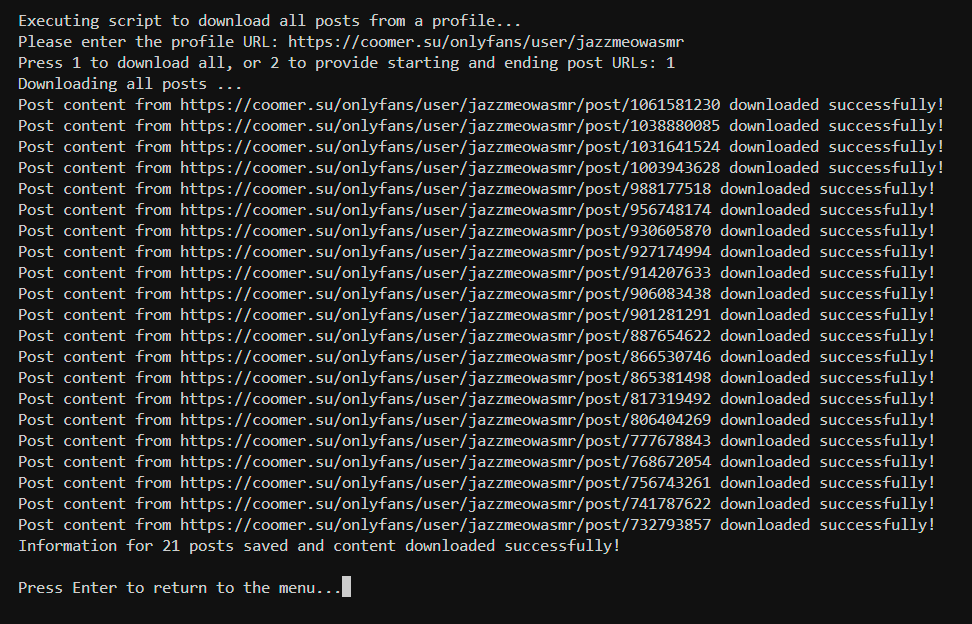 Executing script to download all posts from a profile...
Please enter the profile URL: https://coomer.su/onlyfans/user/jazzmeowasmr
Press 1 to download all, or 2 to provide starting and ending post URLs: 1
Downloading all posts ...
Post content from https://coomer.su/onlyfans/user/jazzmeowasmr/post/1061581230 downloaded successfully!
Post content from https://coomer.su/onlyfans/user/jazzmeowasmr/post/1038880085 downloaded successfully!
Post content from https://coomer.su/onlyfans/user/jazzmeowasmr/post/1031641524 downloaded successfully!
Post content from https://coomer.su/onlyfans/user/jazzmeowasmr/post/1003943628 downloaded successfully!
Post content from https://coomer.su/onlyfans/user/jazzmeowasmr/post/988177518 downloaded successfully!
Post content from https://coomer.su/onlyfans/user/jazzmeowasmr/post/956748174 downloaded successfully!
Post content from https://coomer.su/onlyfans/user/jazzmeowasmr/post/930605870 downloaded successfully!
Post content from https://coomer.su/onlyfans/user/jazzmeowasmr/post/927174994 downloaded successfully!
Post content from https://coomer.su/onlyfans/user/jazzmeowasmr/post/914207633 downloaded successfully!
Post content from https://coomer.su/onlyfans/user/jazzmeowasmr/post/906083438 downloaded successfully!
Post content from https://coomer.su/onlyfans/user/jazzmeowasmr/post/901281291 downloaded successfully!
Post content from https://coomer.su/onlyfans/user/jazzmeowasmr/post/887654622 downloaded successfully!
Post content from https://coomer.su/onlyfans/user/jazzmeowasmr/post/866530746 downloaded successfully!
Post content from https://coomer.su/onlyfans/user/jazzmeowasmr/post/865381498 downloaded successfully!
Post content from https://coomer.su/onlyfans/user/jazzmeowasmr/post/817319492 downloaded successfully!
Post content from https://coomer.su/onlyfans/user/jazzmeowasmr/post/806404269 downloaded successfully!
Post content from https://coomer.su/onlyfans/user/jazzmeowasmr/post/777678843 downloaded successfully!
Post content from https://coomer.su/onlyfans/user/jazzmeowasmr/post/768672054 downloaded successfully!
Post content from https://coomer.su/onlyfans/user/jazzmeowasmr/post/756743261 downloaded successfully!
Post content from https://coomer.su/onlyfans/user/jazzmeowasmr/post/741787622 downloaded successfully!
Post content from https://coomer.su/onlyfans/user/jazzmeowasmr/post/732793857 downloaded successfully!
Information for 21 posts saved and content downloaded successfully!
Press Enter to return to the menu...